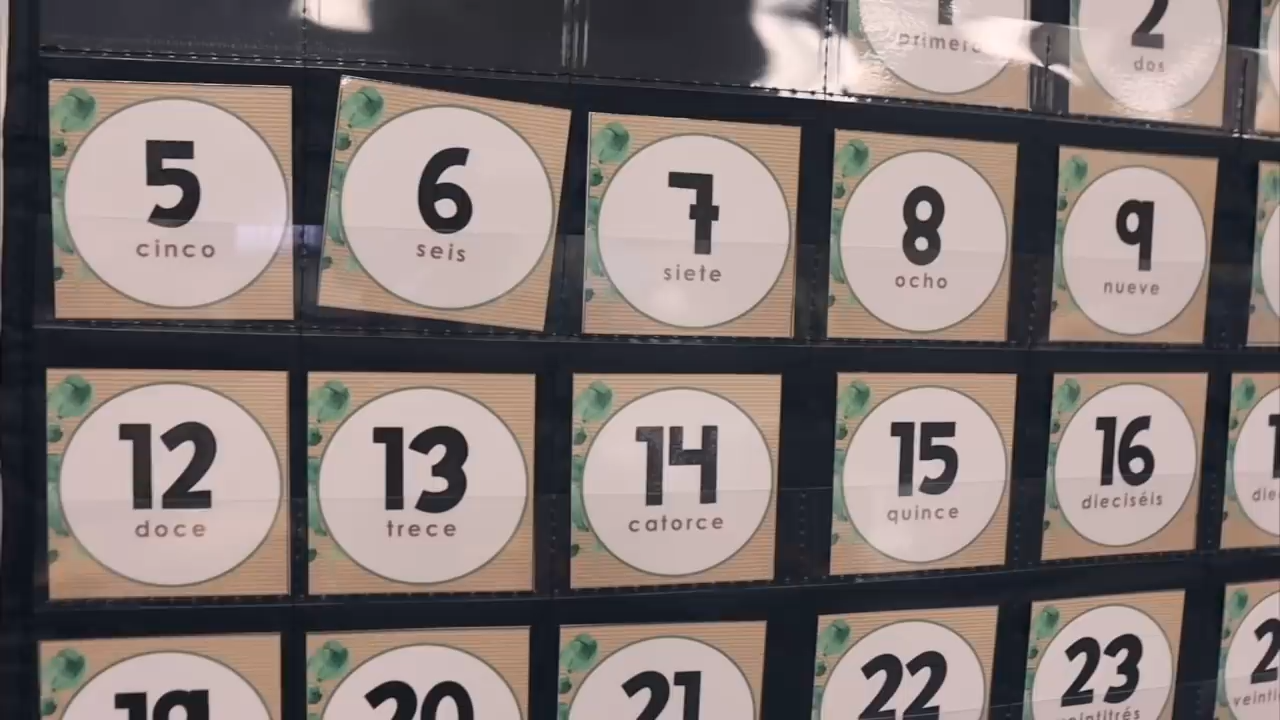 1
primero
2
dos
5
cinco
6
seis
7
siete
8
ocho
9
nueve
12
doce
13
trece
14
catorce
15
quince
16
dieciséis
19
20
21
22
23
veintitrés